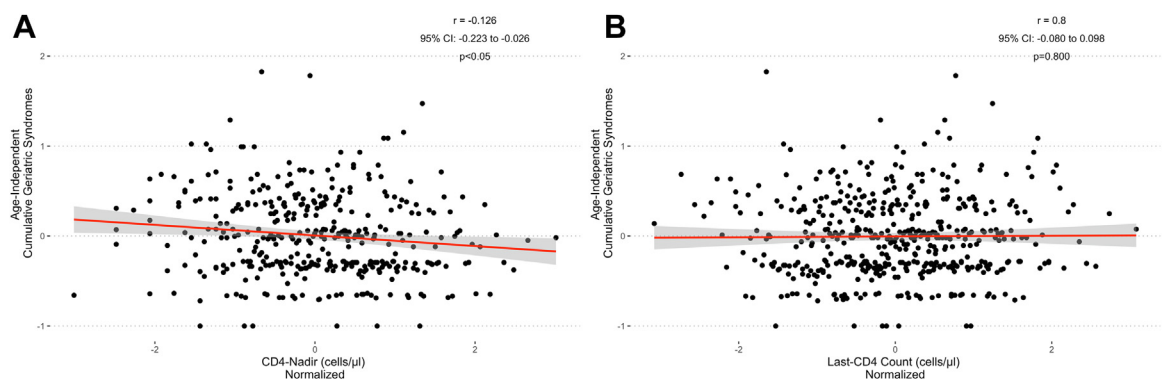 A
r = -0.126
95% CI: -0.223 to -0.026
p<0.05
Age-Independent
Cumulative Geriatric Syndromes
2
1
0
-1
-2
0
2
CD4-Nadir (cells/µl)
Normalized
B
r = 0.8
95% CI: -0.080 to 0.098
p=0.800
Age-Independent
Cumulative Geriatric Syndromes
2
1
0
-1
-2
0
2
Last-CD4 Count (cells/µl)
Normalized